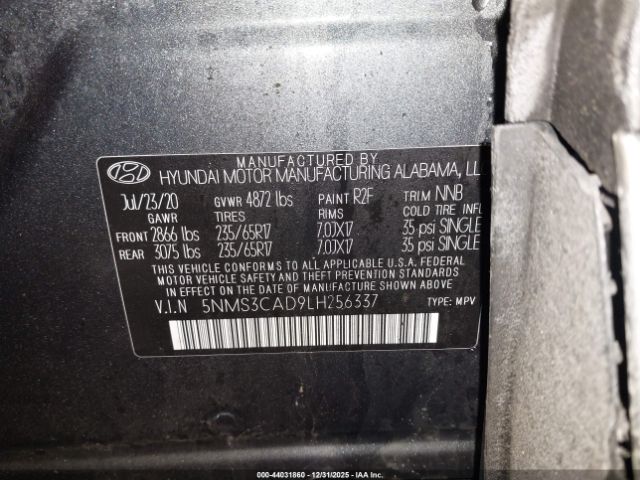 MANUFACTURED BY
HYUNDAI MOTOR MANUFACTURING ALABAMA, LL
Jul/23/20 GVWR 4872 lbs PAINT R2F TRIM NNB
GAWR TIRES RIMS COLD TIRE INFL
FRONT 2866 lbs 235/65R17 7.0JX17 35 psi SINGLE
REAR 3075 lbs 235/65R17 7.0JX17 35 psi SINGLE
THIS VEHICLE CONFORMS TO ALL APPLICABLE U.S.A. FEDERAL
MOTOR VEHICLE SAFETY AND THEFT PREVENTION STANDARDS
IN EFFECT ON THE DATE OF MANUFACTURE SHOWN ABOVE.
V.I.N 5NMS3CAD9LH256337 TYPE: MPV
000-44031860 - 12/31/2025 - IAAI.COM